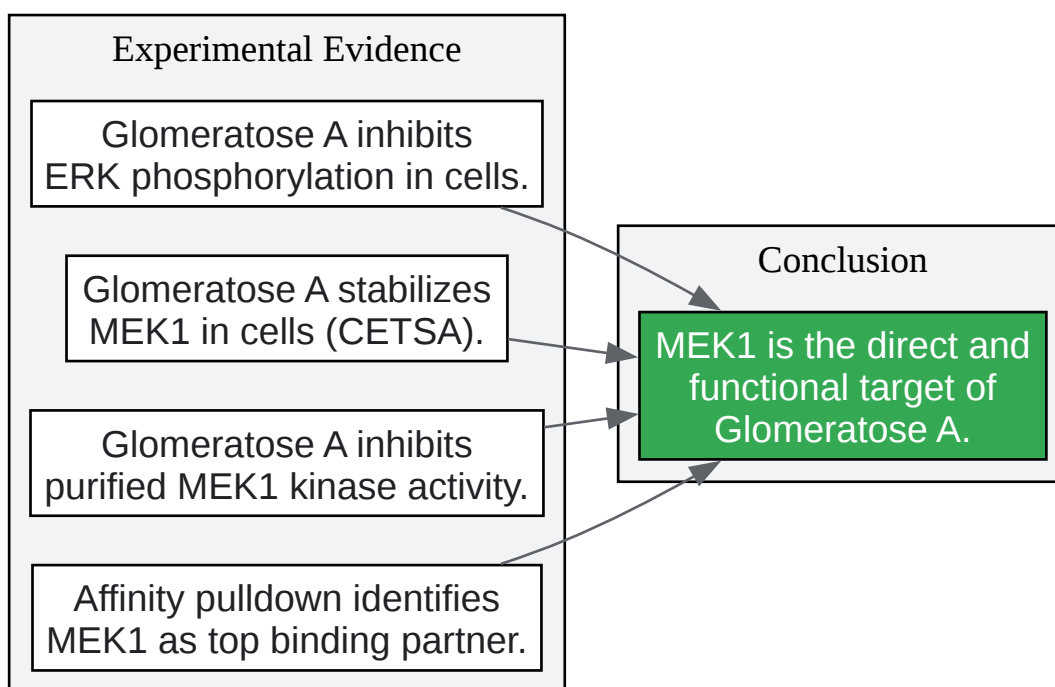 Experimental Evidence
Glomeratose A inhibits
ERK phosphorylation in cells.
Glomeratose A stabilizes
MEK1 in cells (CETSA).
Glomeratose A inhibits
purified MEK1 kinase activity.
Affinity pulldown identifies
MEK1 as top binding partner.
Conclusion
MEK1 is the direct and
functional target of
Glomeratose A.